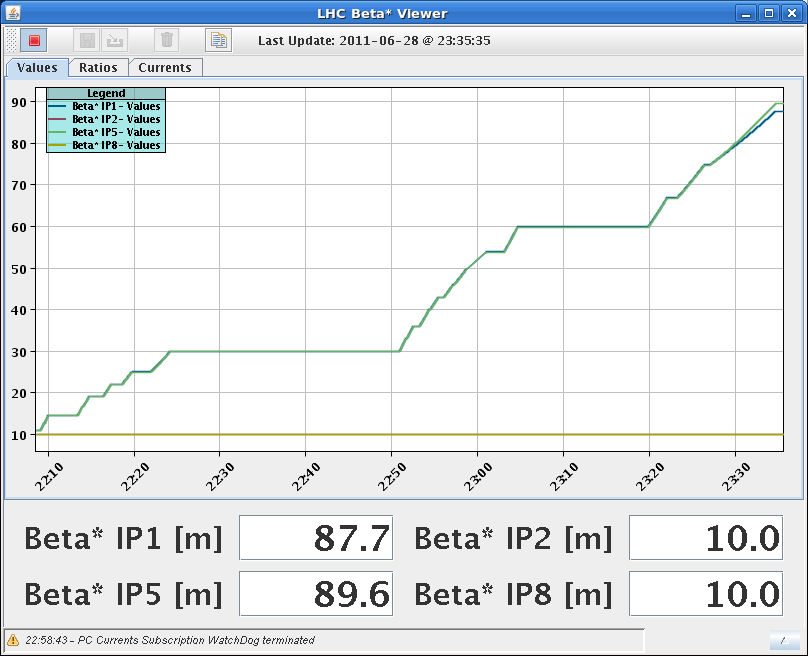 LHC Beta* Viewer
Last Update: 2011-06-28 @ 23:35:35
Values Ratios Currents
Legend
Beta* IP1 - Values
Beta* IP2 - Values
Beta* IP5 - Values
Beta* IP8 - Values
90
80
70
60
50
40
30
20
10
22:10 22:20 22:30 22:40 22:50 23:00 23:10 23:20 23:30
Beta* IP1 [m] 87.7 Beta* IP2 [m] 10.0
Beta* IP5 [m] 89.6 Beta* IP8 [m] 10.0
22:58:43 - PC Currents Subscription WatchDog terminated